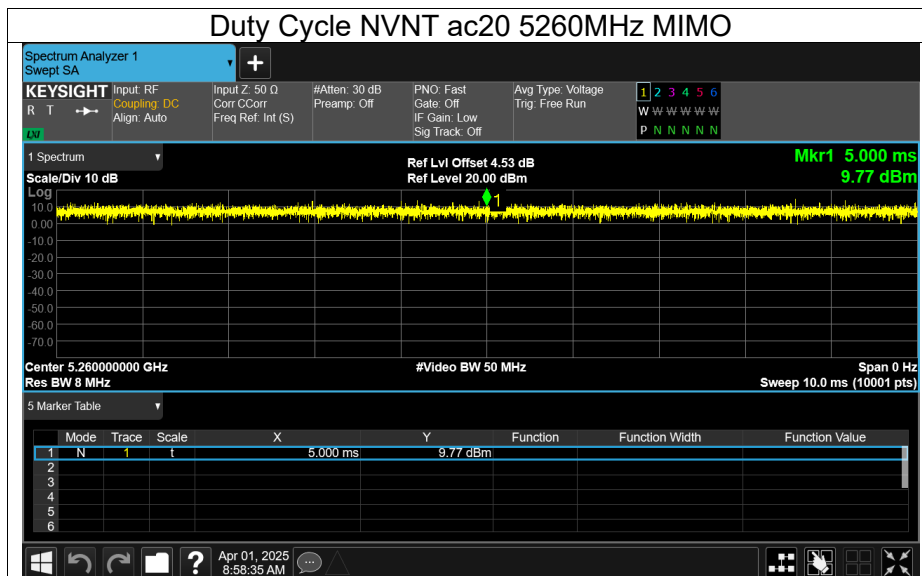 Duty Cycle NVNT ac20 5260MHz MIMO
Spectrum Analyzer 1
Swept SA
KEYSIGHT Input: RF Input Z: 50 Ω #Atten: 30 dB PNO: Fast Avg Type: Voltage 1 2 3 4 5 6
R T Coupling: DC Corr CCorr Preamp: Off Gate: Off Trig: Free Run W W W W W W
Align: Auto Freq Ref: Int (S) IF Gain: Low
LXI Sig Track: Off P N N N N N
1 Spectrum Ref Lvl Offset 4.53 dB Mkr1 5.000 ms
Scale/Div 10 dB Ref Level 20.00 dBm 9.77 dBm
Log
10.0 1
0.00
-10.0
-20.0
-30.0
-40.0
-50.0
-60.0
-70.0
Center 5.260000000 GHz #Video BW 50 MHz Span 0 Hz
Res BW 8 MHz Sweep 10.0 ms (10001 pts)
5 Marker Table
Mode Trace Scale X Y Function Function Width Function Value
1 N 1 t 5.000 ms 9.77 dBm
2
3
4
5
6
? Apr 01, 2025
8:58:35 AM